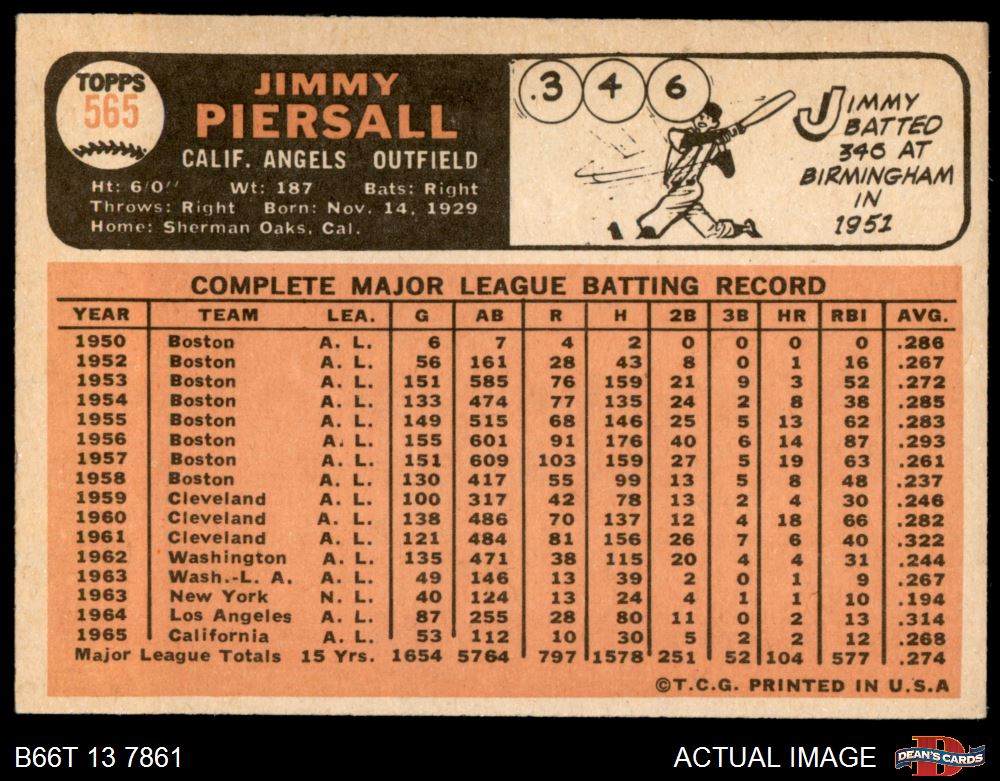 TOPPS
565
JIMMY
PIERSALL
CALIF. ANGELS OUTFIELD
Ht: 6/0" Wt: 187 Bats: Right
Throws: Right Born: Nov. 14, 1929
Home: Sherman Oaks, Cal.
.3 4 6
JIMMY
BATTED
346 AT
BIRMINGHAM
IN
1951
COMPLETE MAJOR LEAGUE BATTING RECORD
YEAR TEAM LEA. G AB R H 2B 3B HR RBI AVG.
1950 Boston A. L. 6 7 4 2 0 0 0 0 .286
1952 Boston A. L. 56 161 28 43 8 0 1 16 .267
1953 Boston A. L. 151 585 76 159 21 9 3 52 .272
1954 Boston A. L. 133 474 77 135 24 2 8 38 .285
1955 Boston A. L. 149 515 68 146 25 5 13 62 .283
1956 Boston A. L. 155 601 91 176 40 6 14 87 .293
1957 Boston A. L. 151 609 103 159 27 5 19 63 .261
1958 Boston A. L. 130 417 55 99 13 5 8 48 .237
1959 Cleveland A. L. 100 317 42 78 13 2 4 30 .246
1960 Cleveland A. L. 138 486 70 137 12 4 18 66 .282
1961 Cleveland A. L. 121 484 81 156 26 7 6 40 .322
1962 Washington A. L. 135 471 38 115 20 4 4 31 .244
1963 Wash.-L. A. A. L. 49 146 13 39 2 0 1 9 .267
1963 New York N. L. 40 124 13 24 4 1 1 10 .194
1964 Los Angeles A. L. 87 255 28 80 11 0 2 13 .314
1965 California A. L. 53 112 10 30 5 2 2 12 .268
Major League Totals 15 Yrs. 1654 5764 797 1578 251 52 104 577 .274
©T.C.G. PRINTED IN U.S.A
B66T 13 7861
ACTUAL IMAGE
D
DEAN'S CARDS